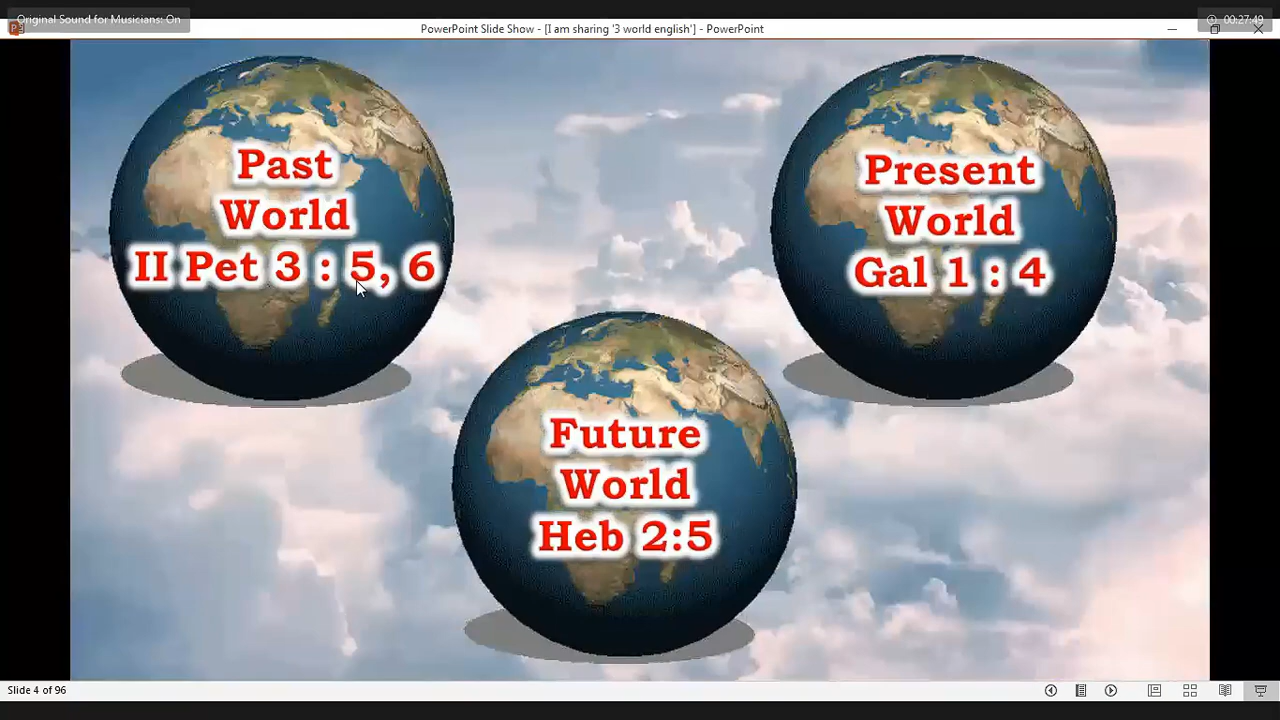 Original Sound for Musicians: On
00:27:49
PowerPoint Slide Show - [I am sharing '3 world english'] - PowerPoint
Past
World
II Pet 3 : 5, 6
Present
World
Gal 1 : 4
Future
World
Heb 2:5
Slide 4 of 96